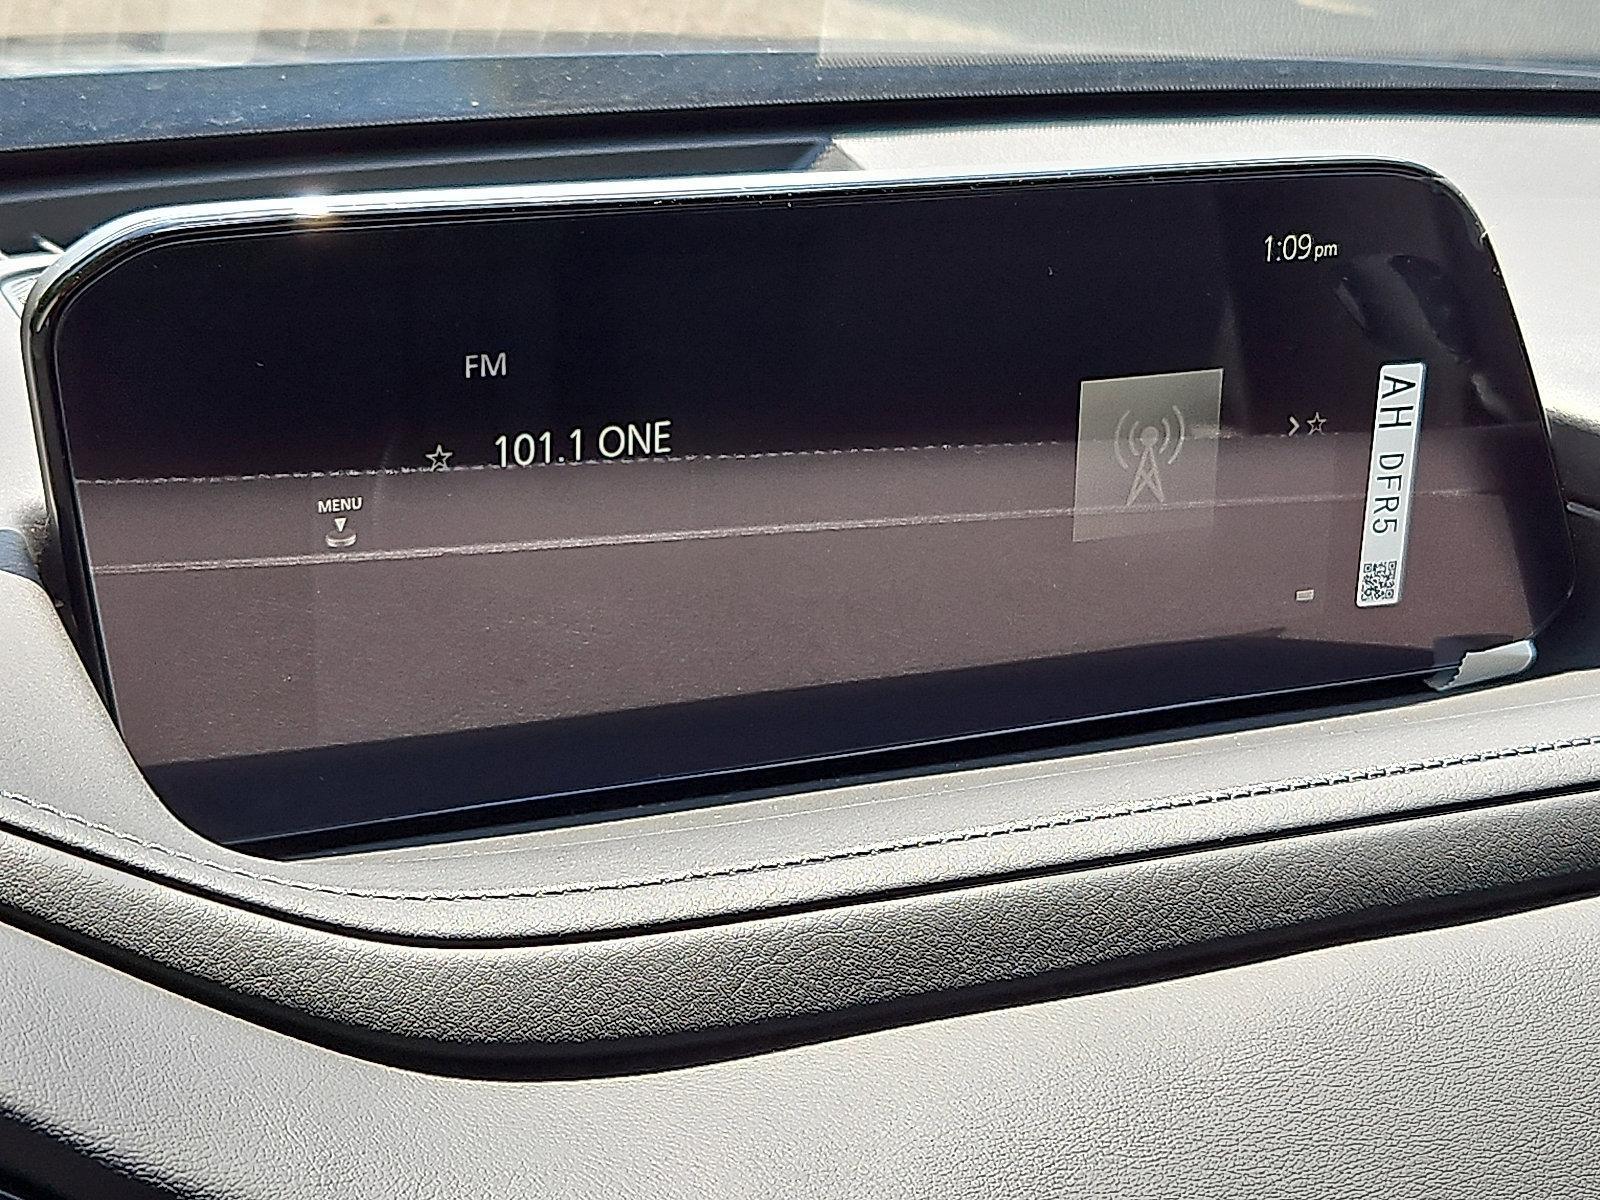 1:09pm
FM
101.1 ONE
MENU
AH DFR5